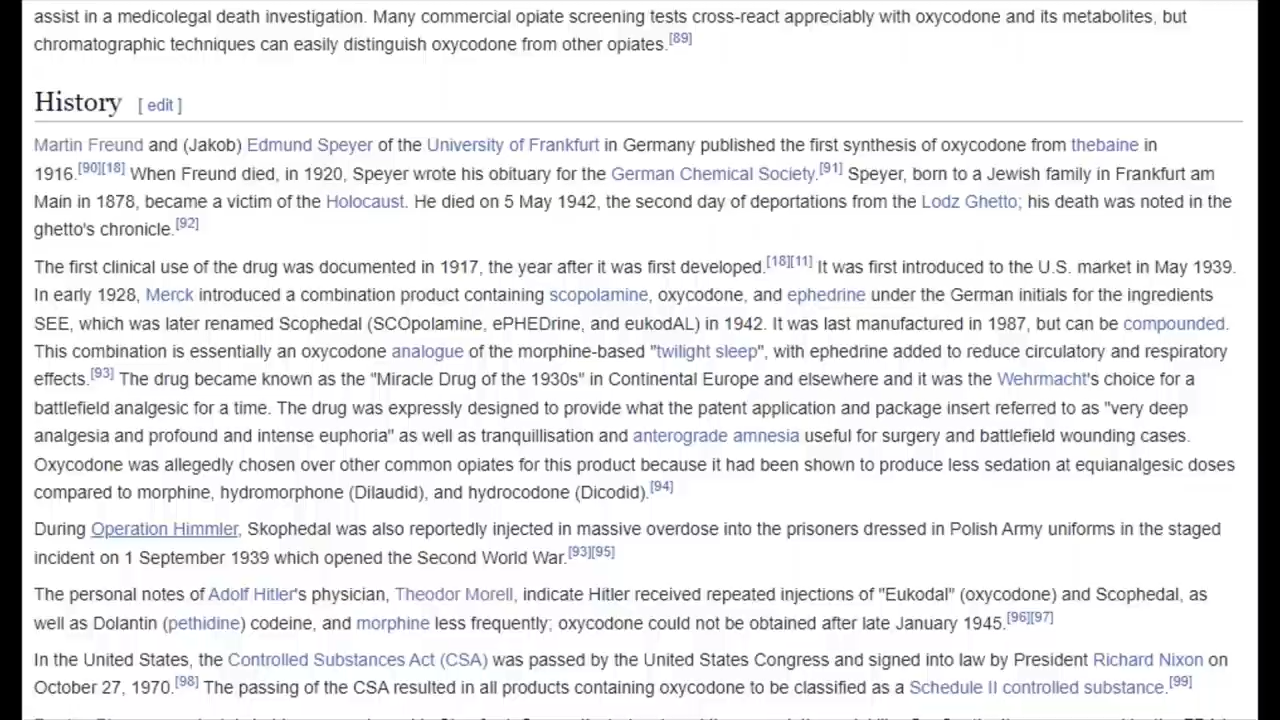 assist in a medicolegal death investigation. Many commercial opiate screening tests cross-react appreciably with oxycodone and its metabolites, but
chromatographic techniques can easily distinguish oxycodone from other opiates.[89]
History [ edit ]
Martin Freund and (Jakob) Edmund Speyer of the University of Frankfurt in Germany published the first synthesis of oxycodone from thebaine in
1916.[90][18] When Freund died, in 1920, Speyer wrote his obituary for the German Chemical Society.[91] Speyer, born to a Jewish family in Frankfurt am
Main in 1878, became a victim of the Holocaust. He died on 5 May 1942, the second day of deportations from the Lodz Ghetto; his death was noted in the
ghetto's chronicle.[92]
The first clinical use of the drug was documented in 1917, the year after it was first developed.[18][11] It was first introduced to the U.S. market in May 1939.
In early 1928, Merck introduced a combination product containing scopolamine, oxycodone, and ephedrine under the German initials for the ingredients
SEE, which was later renamed Scophedal (SCOpolamine, ePHEDrine, and eukodAL) in 1942. It was last manufactured in 1987, but can be compounded.
This combination is essentially an oxycodone analogue of the morphine-based "twilight sleep", with ephedrine added to reduce circulatory and respiratory
effects.[93] The drug became known as the "Miracle Drug of the 1930s" in Continental Europe and elsewhere and it was the Wehrmacht's choice for a
battlefield analgesic for a time. The drug was expressly designed to provide what the patent application and package insert referred to as "very deep
analgesia and profound and intense euphoria" as well as tranquillisation and anterograde amnesia useful for surgery and battlefield wounding cases.
Oxycodone was allegedly chosen over other common opiates for this product because it had been shown to produce less sedation at equianalgesic doses
compared to morphine, hydromorphone (Dilaudid), and hydrocodone (Dicodid).[94]
During Operation Himmler, Skophedal was also reportedly injected in massive overdose into the prisoners dressed in Polish Army uniforms in the staged
incident on 1 September 1939 which opened the Second World War.[93][95]
The personal notes of Adolf Hitler's physician, Theodor Morell, indicate Hitler received repeated injections of "Eukodal" (oxycodone) and Scophedal, as
well as Dolantin (pethidine) codeine, and morphine less frequently; oxycodone could not be obtained after late January 1945.[96][97]
In the United States, the Controlled Substances Act (CSA) was passed by the United States Congress and signed into law by President Richard Nixon on
October 27, 1970.[98] The passing of the CSA resulted in all products containing oxycodone to be classified as a Schedule II controlled substance.[99]